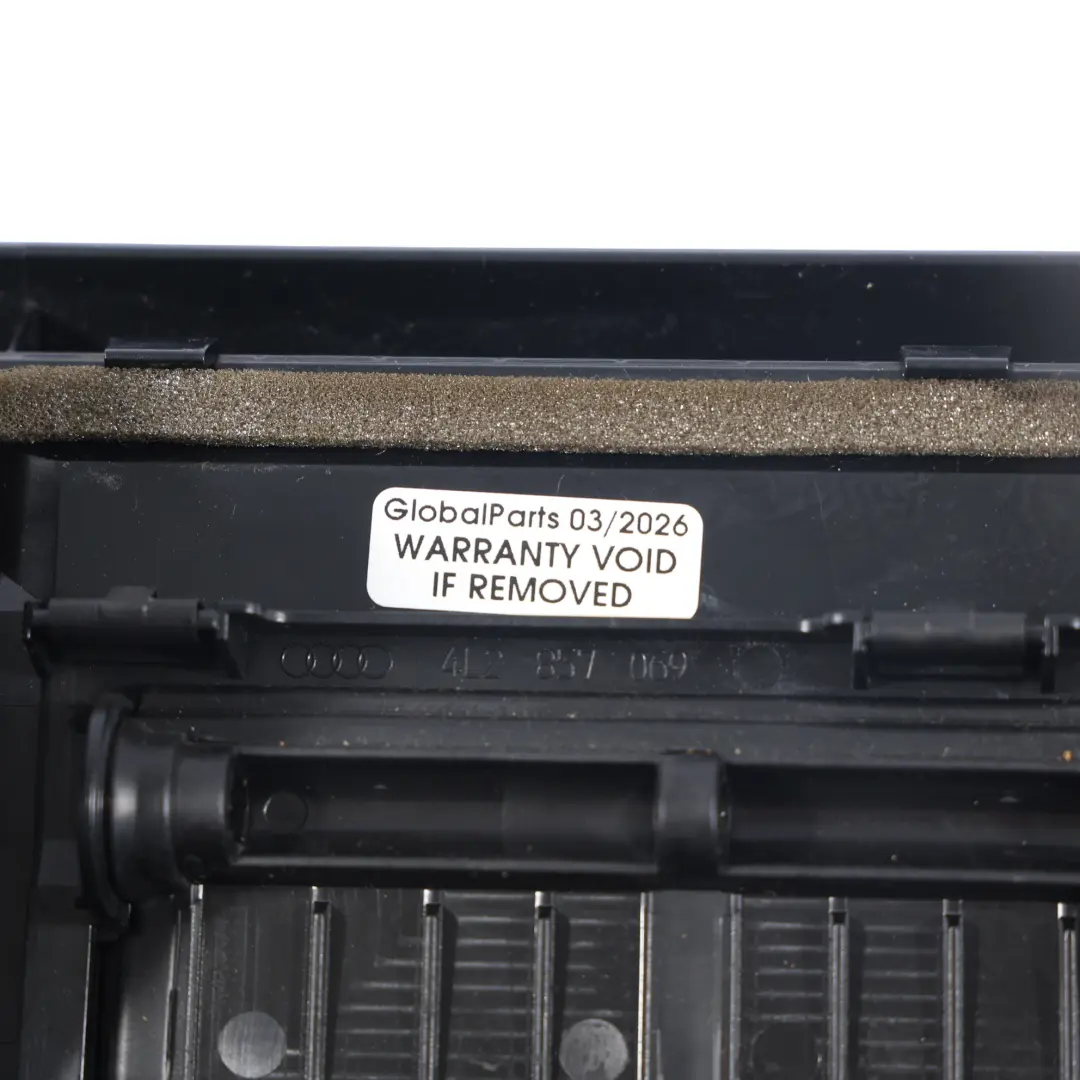 GlobalParts 03/2026
WARRANTY VOID
IF REMOVED
4L2 857 069